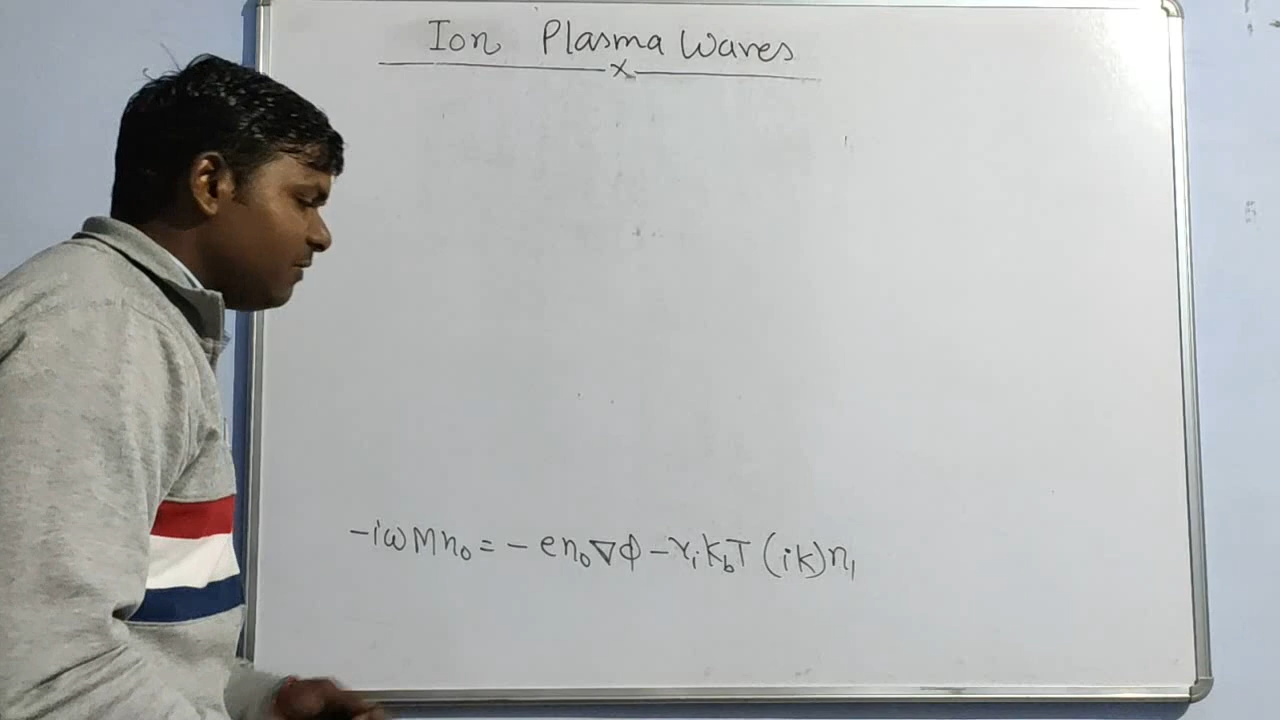 Ion Plasma Waves
x
-iωMn₀ = - en₀∇ϕ - γᵢk_bT (ik)n₁